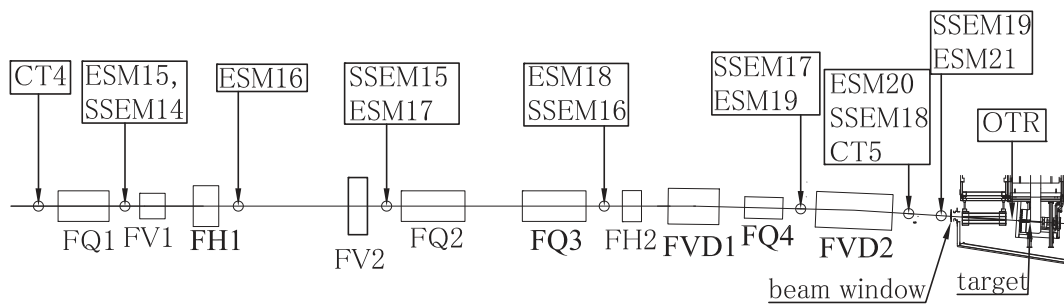 CT4
ESM15,
SSEM14
ESM16
SSEM15
ESM17
ESM18
SSEM16
SSEM17
ESM19
ESM20
SSEM18
CT5
SSEM19
ESM21
OTR
FQ1
FV1
FH1
FV2
FQ2
FQ3
FH2
FVD1
FQ4
FVD2
beam window
target